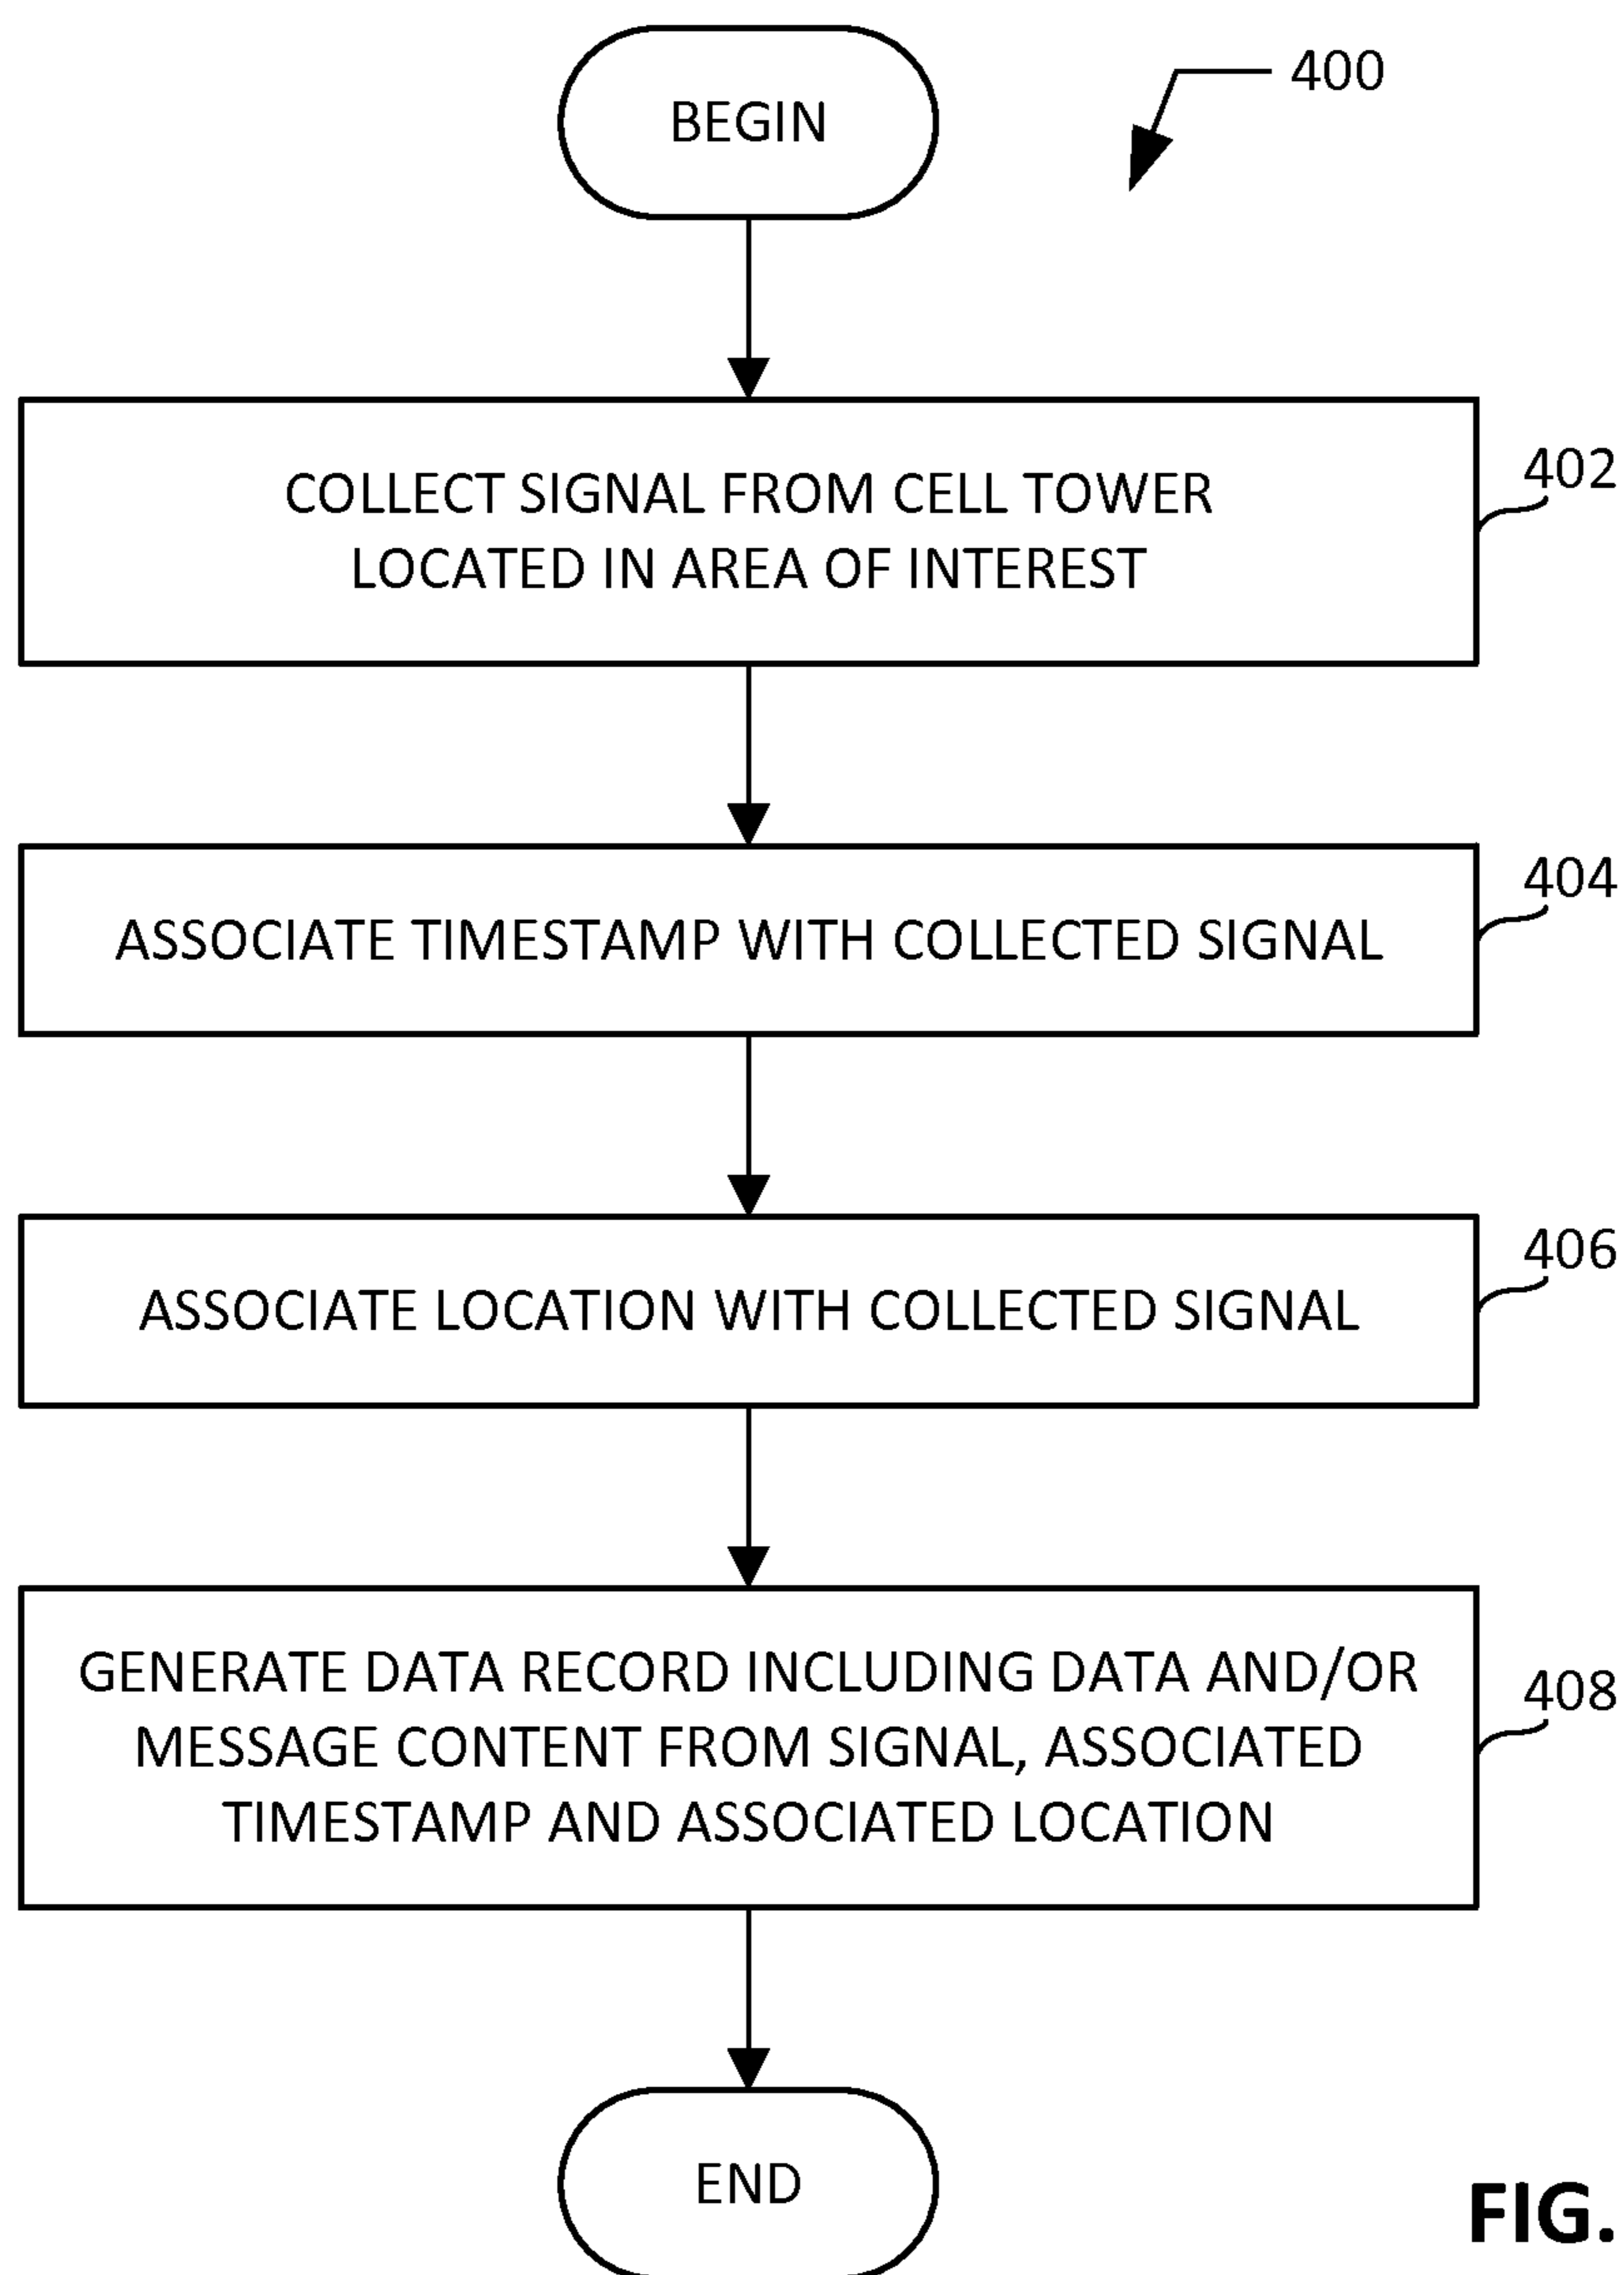 BEGIN
400
COLLECT SIGNAL FROM CELL TOWER
LOCATED IN AREA OF INTEREST
402
ASSOCIATE TIMESTAMP WITH COLLECTED SIGNAL
404
ASSOCIATE LOCATION WITH COLLECTED SIGNAL
406
GENERATE DATA RECORD INCLUDING DATA AND/OR
MESSAGE CONTENT FROM SIGNAL, ASSOCIATED
TIMESTAMP AND ASSOCIATED LOCATION
408
END
FIG.